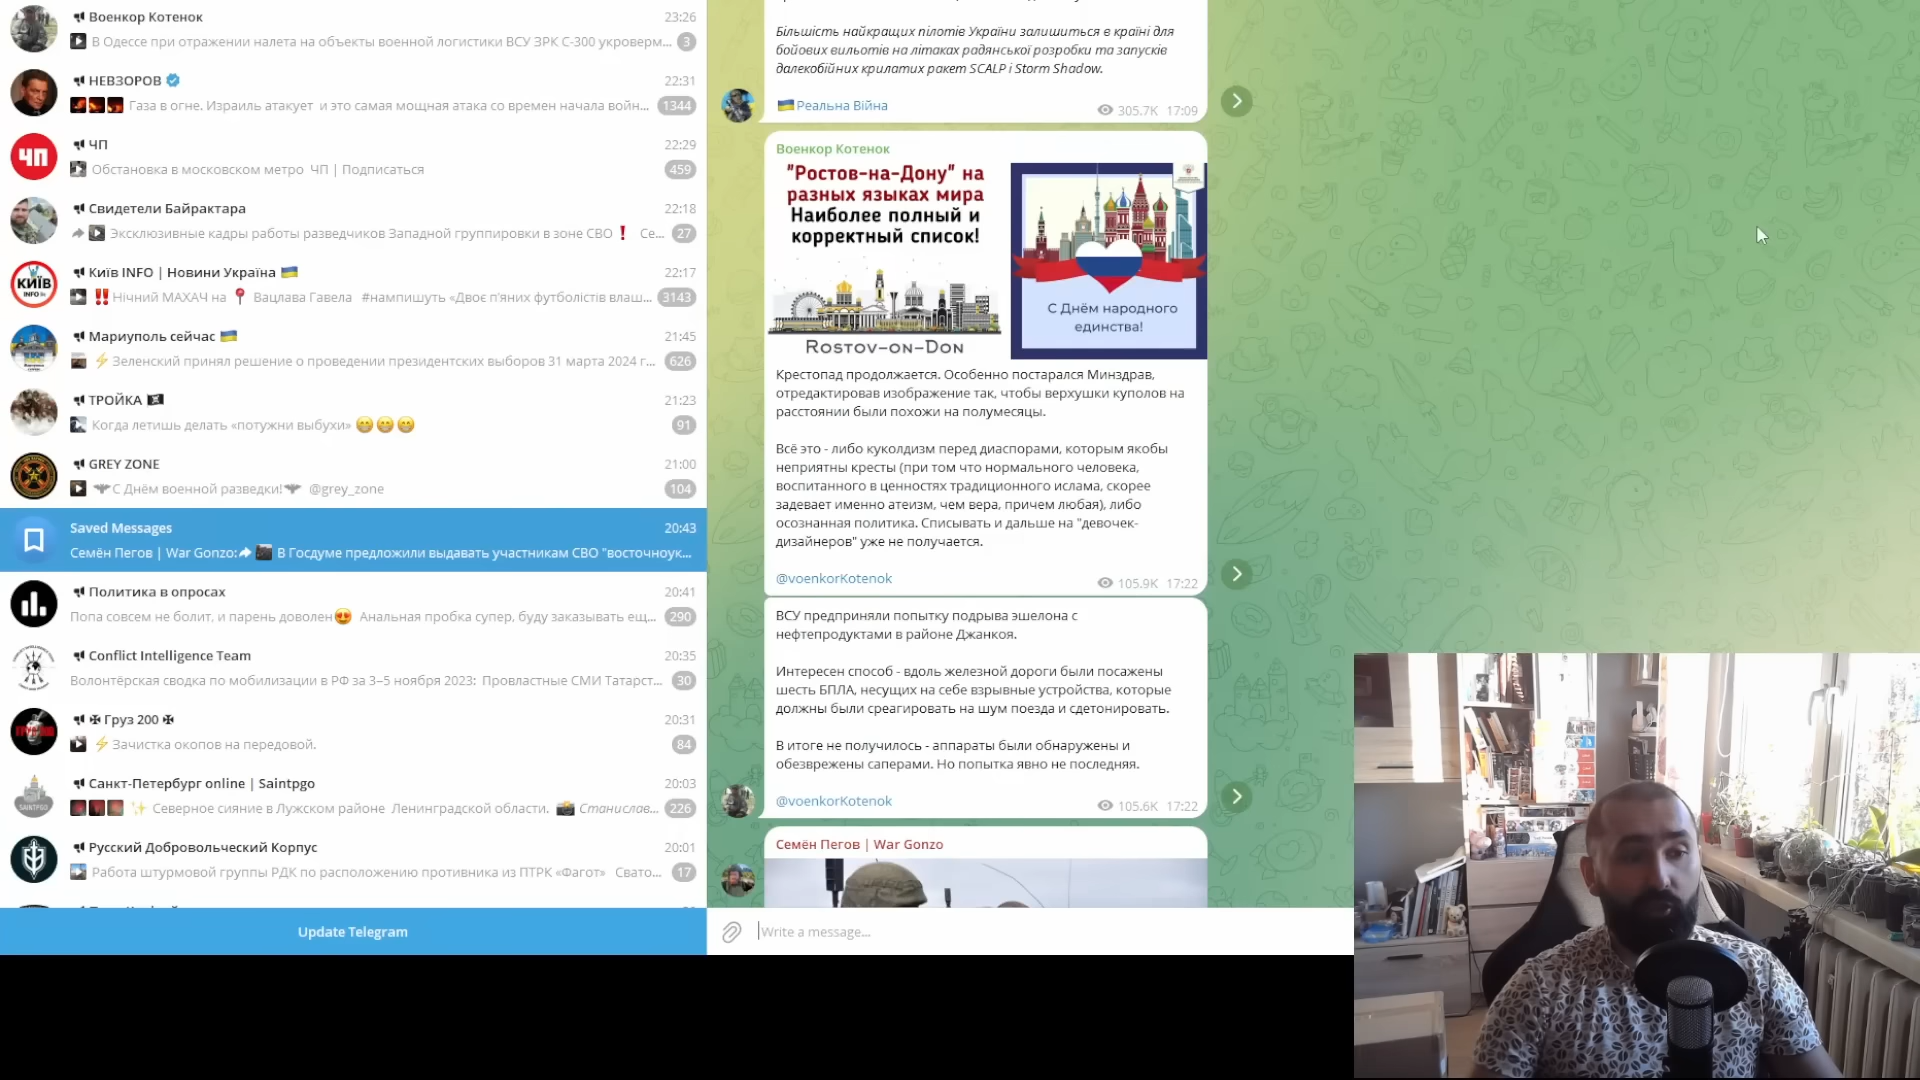 Военкор Котенок
23:26
В Одессе при отражении налета на объекты военной логистики ВСУ ЗРК С-300 укроверм...
3
НЕВЗОРОВ
22:31
Газа в огне. Израиль атакует и это самая мощная атака со времен начала войн...
1344
ЧП
ЧП
22:29
Обстановка в московском метро ЧП | Подписаться
459
Свидетели Байрактара
22:18
Эксклюзивные кадры работы разведчиков Западной группировки в зоне СВО❗ Се...
27
КИЇВ
INFO
Київ INFO | Новини Україна 🇺🇦
22:17
‼️Нічний МАХАЧ на 📍 Вацлава Гавела #нампишуть «Двоє п'яних футболістів влаш...
3143
Мариуполь сейчас 🇺🇦
21:45
⚡Зеленский принял решение о проведении президентских выборов 31 марта 2024 г...
626
ТРОЙКА 🏴‍☠️
21:23
Когда летишь делать «потужни выбухи» 😁😁😁
91
GREY ZONE
21:00
С Днём военной разведки! @grey_zone
104
Saved Messages
20:43
Семён Пегов | War Gonzo: В Госдуме предложили выдавать участникам СВО "восточноук...
Политика в опросах
20:41
Попа совсем не болит, и парень доволен😍 Анальная пробка супер, буду заказывать ещ...
290
Conflict Intelligence Team
20:35
Волонтёрская сводка по мобилизации в РФ за 3–5 ноября 2023: Провластные СМИ Татарст...
30
✠ Груз 200 ✠
20:31
⚡Зачистка окопов на передовой.
84
SAINTPGO
Санкт-Петербург online | Saintpgo
20:03
✨ Северное сияние в Лужском районе Ленинградской области. 📸 Станислав...
226
Русский Добровольческий Корпус
20:01
Работа штурмовой группы РДК по расположению противника из ПТРК «Фагот» Свато...
17
Update Telegram
Більшість найкращих пілотів України залишиться в країні для
бойових вильотів на літаках радянської розробки та запусків
далекобійних крилатих ракет SCALP і Storm Shadow.
🇺🇦Реальна Війна
305.7K 17:09
Военкор Котенок
"Ростов-на-Дону" на
разных языках мира
Наиболее полный и
корректный список!
ROSTOV-ON-DON
С Днём народного
единства!
Крестопад продолжается. Особенно постарался Минздрав,
отредактировав изображение так, чтобы верхушки куполов на
расстоянии были похожи на полумесяцы.
Всё это - либо куколдизм перед диаспорами, которым якобы
неприятны кресты (при том что нормального человека,
воспитанного в ценностях традиционного ислама, скорее
задевает именно атеизм, чем вера, причем любая), либо
осознанная политика. Списывать и дальше на "девочек-
дизайнеров" уже не получается.
@voenkorKotenok
105.9K 17:22
ВСУ предприняли попытку подрыва эшелона с
нефтепродуктами в районе Джанкоя.
Интересен способ - вдоль железной дороги были посажены
шесть БПЛА, несущих на себе взрывные устройства, которые
должны были среагировать на шум поезда и сдетонировать.
В итоге не получилось - аппараты были обнаружены и
обезврежены саперами. Но попытка явно не последняя.
@voenkorKotenok
105.6K 17:22
Семён Пегов | War Gonzo
Write a message...